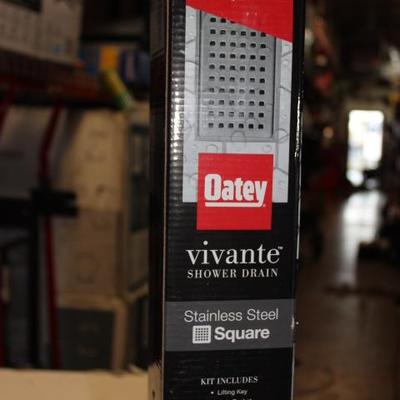 Oatey
vivante™
SHOWER DRAIN
Stainless Steel
Square
KIT INCLUDES
• Lifting Key